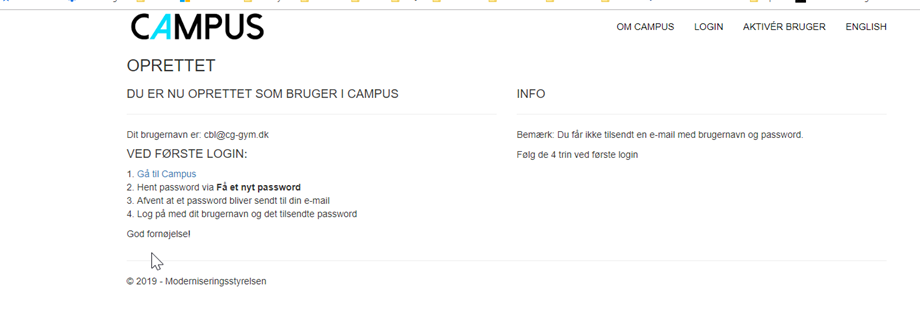 CAMPUS
OM CAMPUS LOGIN AKTIVÉR BRUGER ENGLISH
OPRETTET
DU ER NU OPRETTET SOM BRUGER I CAMPUS
Dit brugernavn er: cbl@cg-gym.dk
VED FØRSTE LOGIN:
1. Gå til Campus
2. Hent password via Få et nyt password
3. Afvent at et password bliver sendt til din e-mail
4. Log på med dit brugernavn og det tilsendte password
God fornøjelse!
INFO
Bemærk: Du får ikke tilsendt en e-mail med brugernavn og password.
Følg de 4 trin ved første login
© 2019 - Moderniseringsstyrelsen